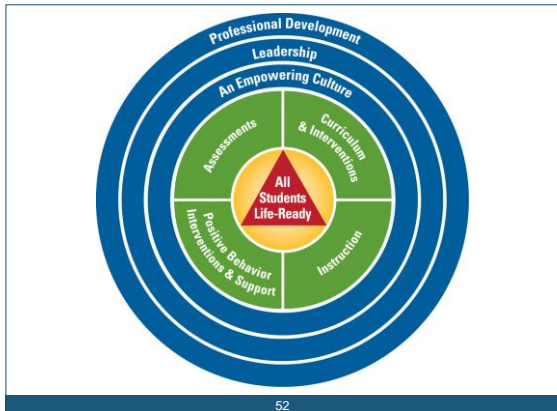 Professional Development
Leadership
An Empowering Culture
Assessments
Curriculum
& Interventions
All
Students
Life-Ready
Positive Behavior
Interventions & Support
Instruction
52